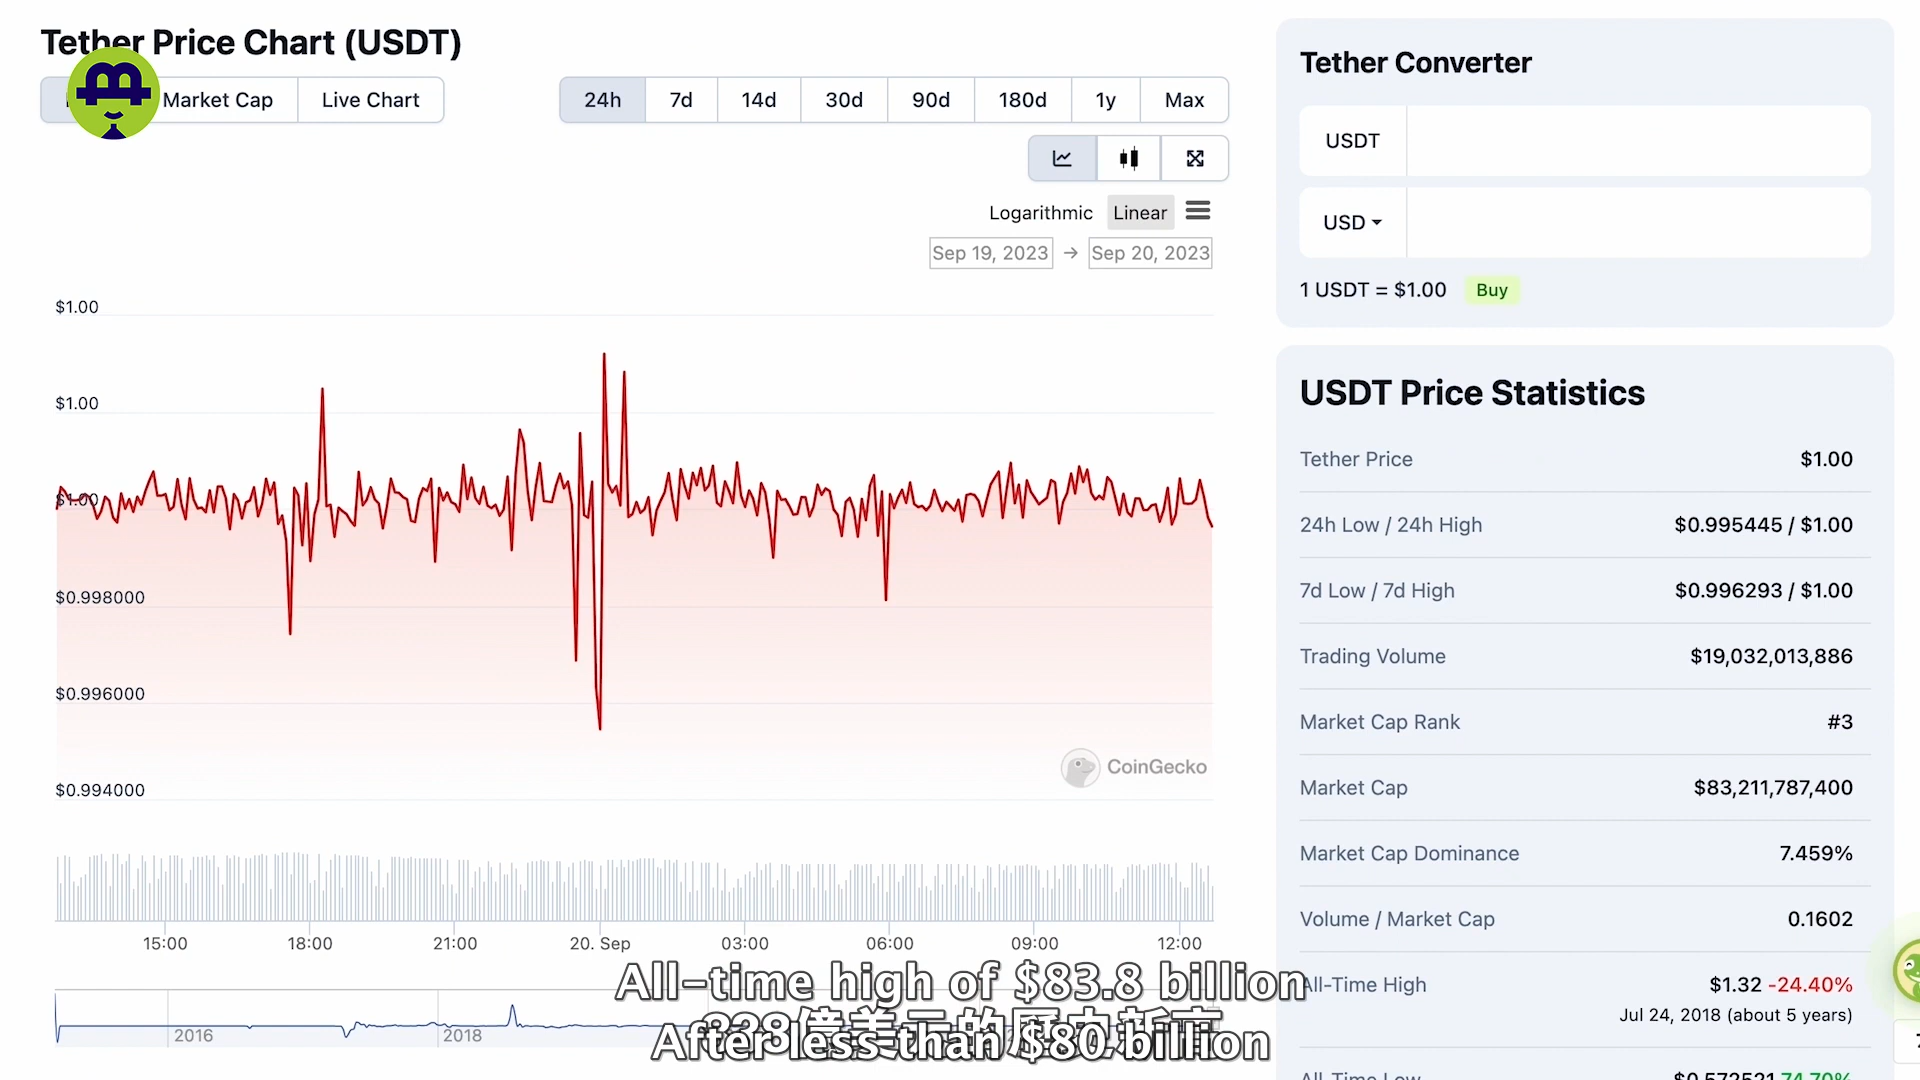 Tether Price Chart (USDT)
Market Cap
Live Chart
24h
7d
14d
30d
90d
180d
1y
Max
Logarithmic
Linear
Sep 19, 2023 → Sep 20, 2023
$1.00
$1.00
$1.00
$0.998000
$0.996000
$0.994000
CoinGecko
15:00
18:00
21:00
20. Sep
03:00
06:00
09:00
12:00
2016
2018
Tether Converter
USDT
USD
1 USDT = $1.00
Buy
USDT Price Statistics
Tether Price
$1.00
24h Low / 24h High
$0.995445 / $1.00
7d Low / 7d High
$0.996293 / $1.00
Trading Volume
$19,032,013,886
Market Cap Rank
#3
Market Cap
$83,211,787,400
Market Cap Dominance
7.459%
Volume / Market Cap
0.1602
All-Time High
$1.32 -24.40%
Jul 24, 2018 (about 5 years)
All-Time Low
$0.572521 74.70%
All-time high of $83.8 billion
After less than $80 billion